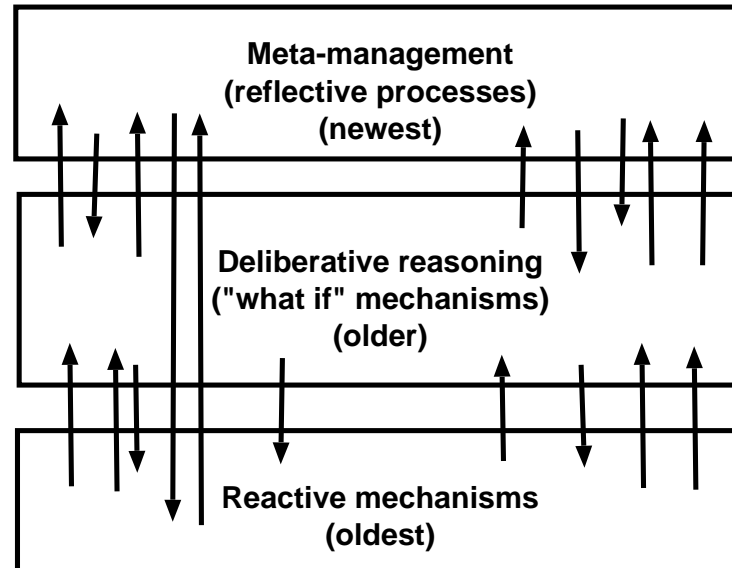 Meta-management
(reflective processes)
(newest)
Deliberative reasoning
("what if" mechanisms)
(older)
Reactive mechanisms
(oldest)